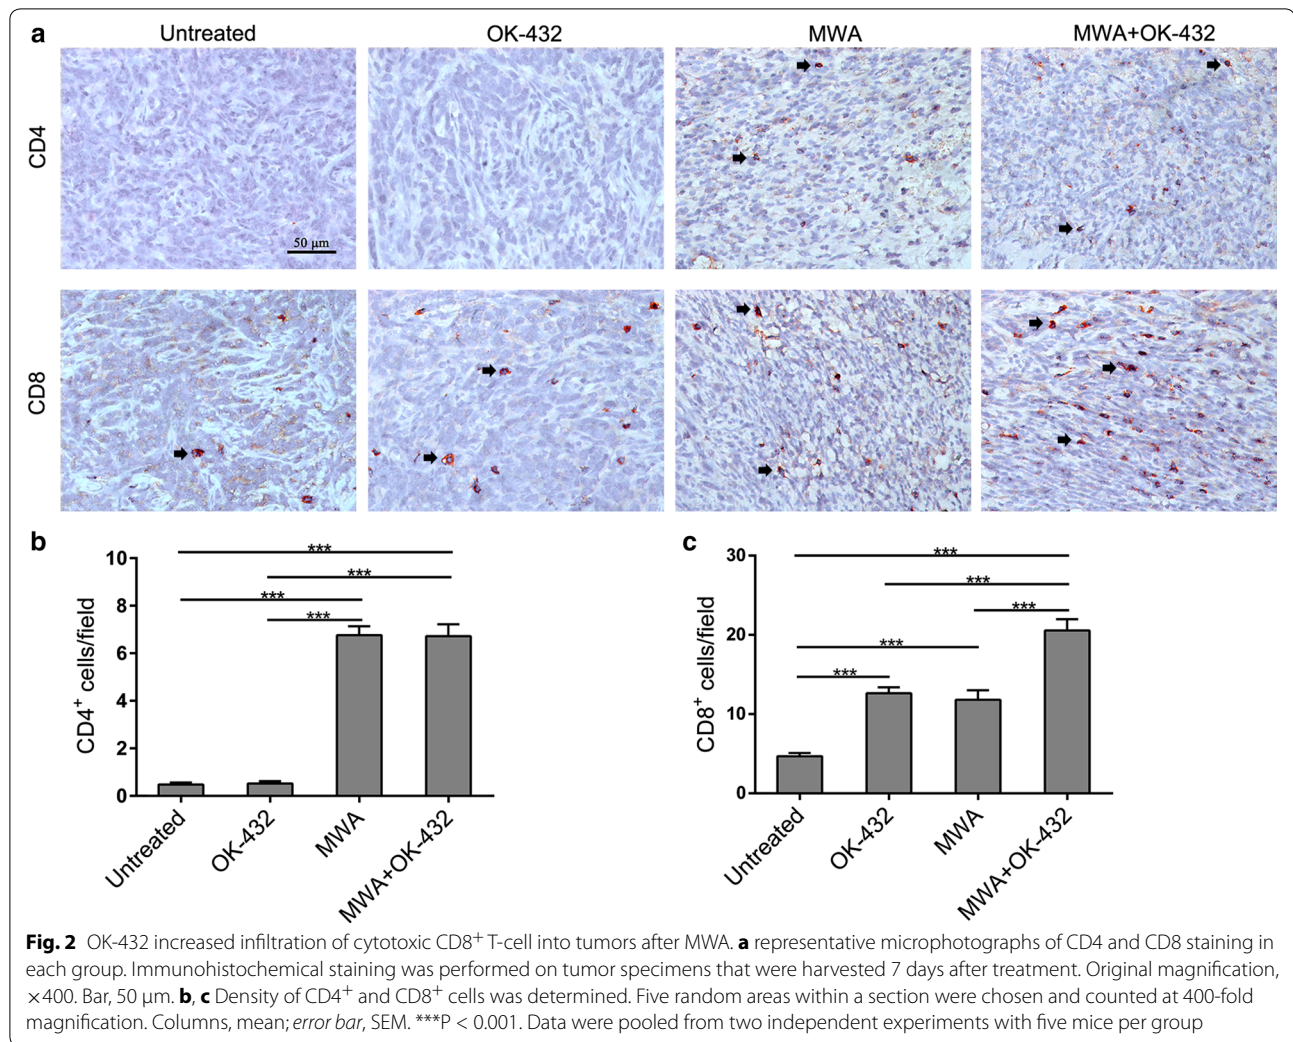 a
Untreated OK-432 MWA MWA+OK-432
CD4
50 µm
CD8
b
CD4+ cells/field
10
8
6
4
2
0
***
***
***
***
Untreated
OK-432
MWA
MWA+OK-432
c
CD8+ cells/field
30
20
10
0
***
***
***
***
***
Untreated
OK-432
MWA
MWA+OK-432
Fig. 2 OK-432 increased infiltration of cytotoxic CD8+ T-cell into tumors after MWA. a representative microphotographs of CD4 and CD8 staining in
each group. Immunohistochemical staining was performed on tumor specimens that were harvested 7 days after treatment. Original magnification,
×400. Bar, 50 µm. b, c Density of CD4+ and CD8+ cells was determined. Five random areas within a section were chosen and counted at 400-fold
magnification. Columns, mean; error bar, SEM. ***P < 0.001. Data were pooled from two independent experiments with five mice per group